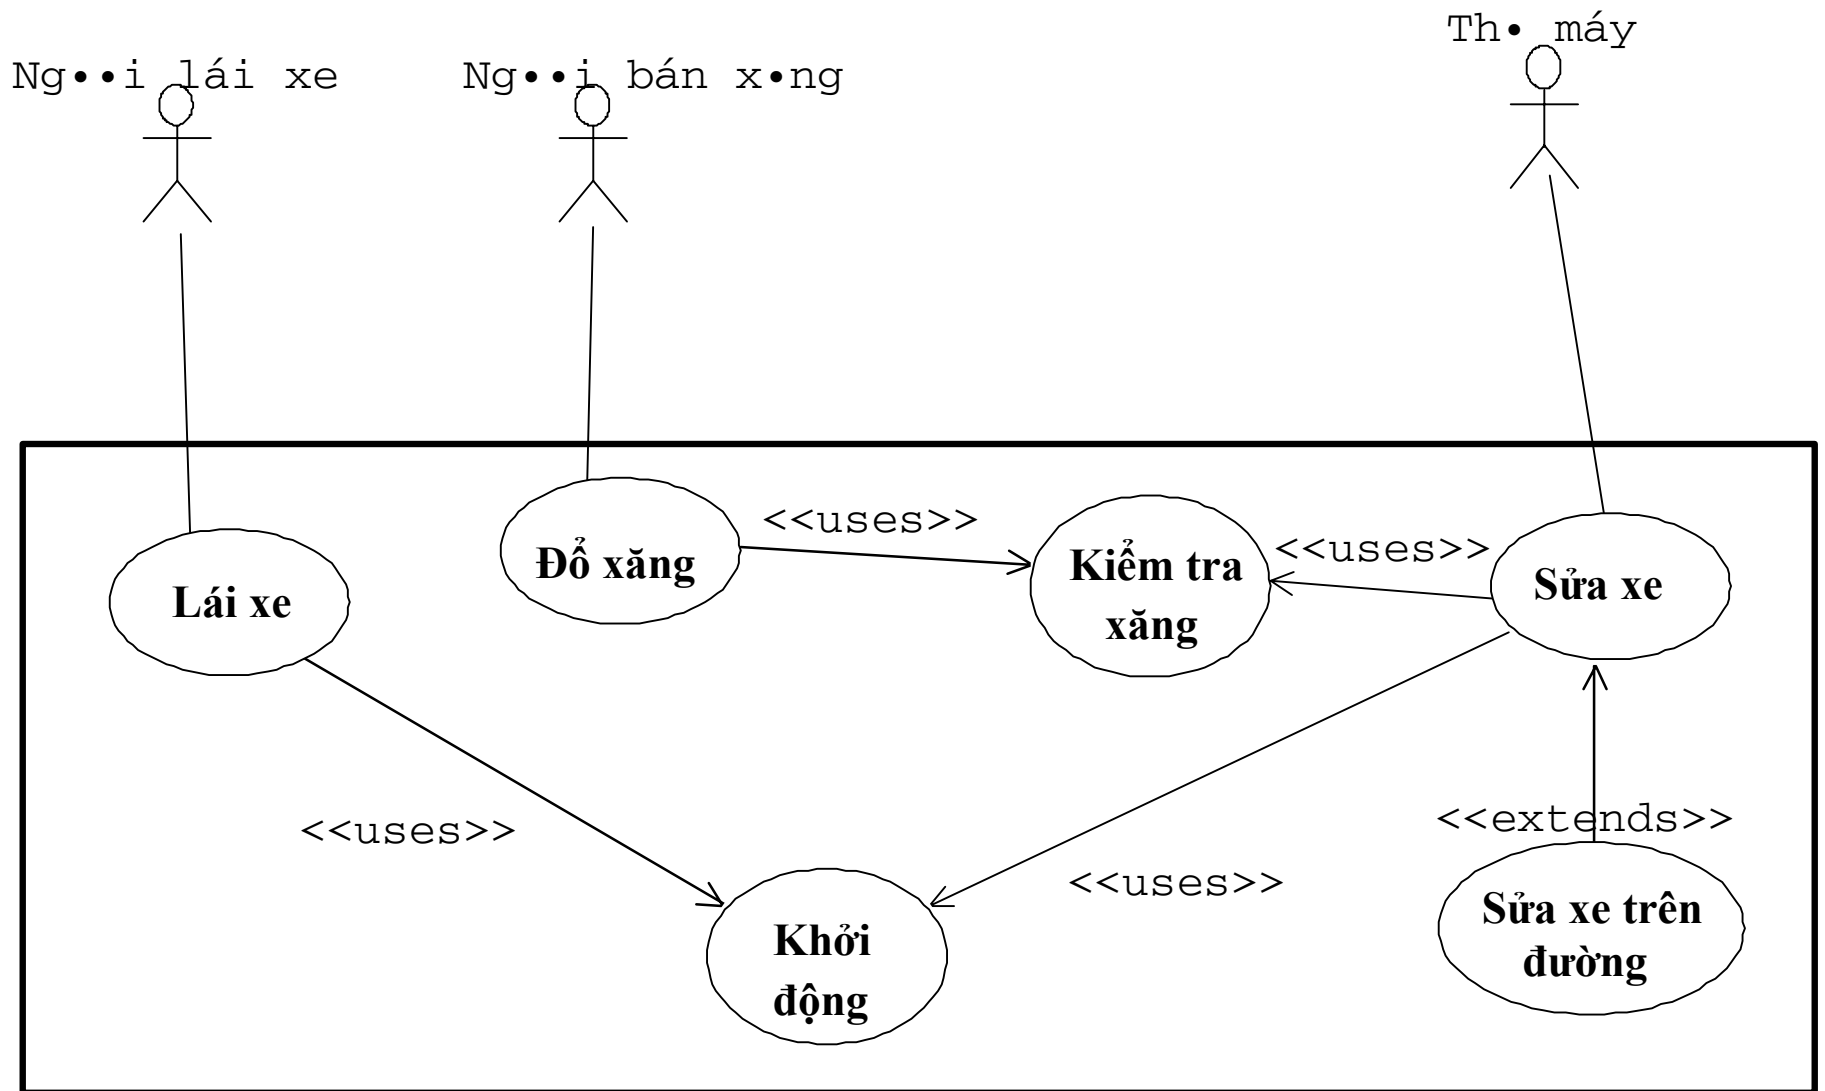 Th• máy
Ng••i lái xe
Ng••i bán x•ng
<<uses>>
<<uses>>
Đổ xăng
Kiểm tra
xăng
Sửa xe
Lái xe
<<uses>>
<<extends>>
<<uses>>
Khởi
động
Sửa xe trên
đường